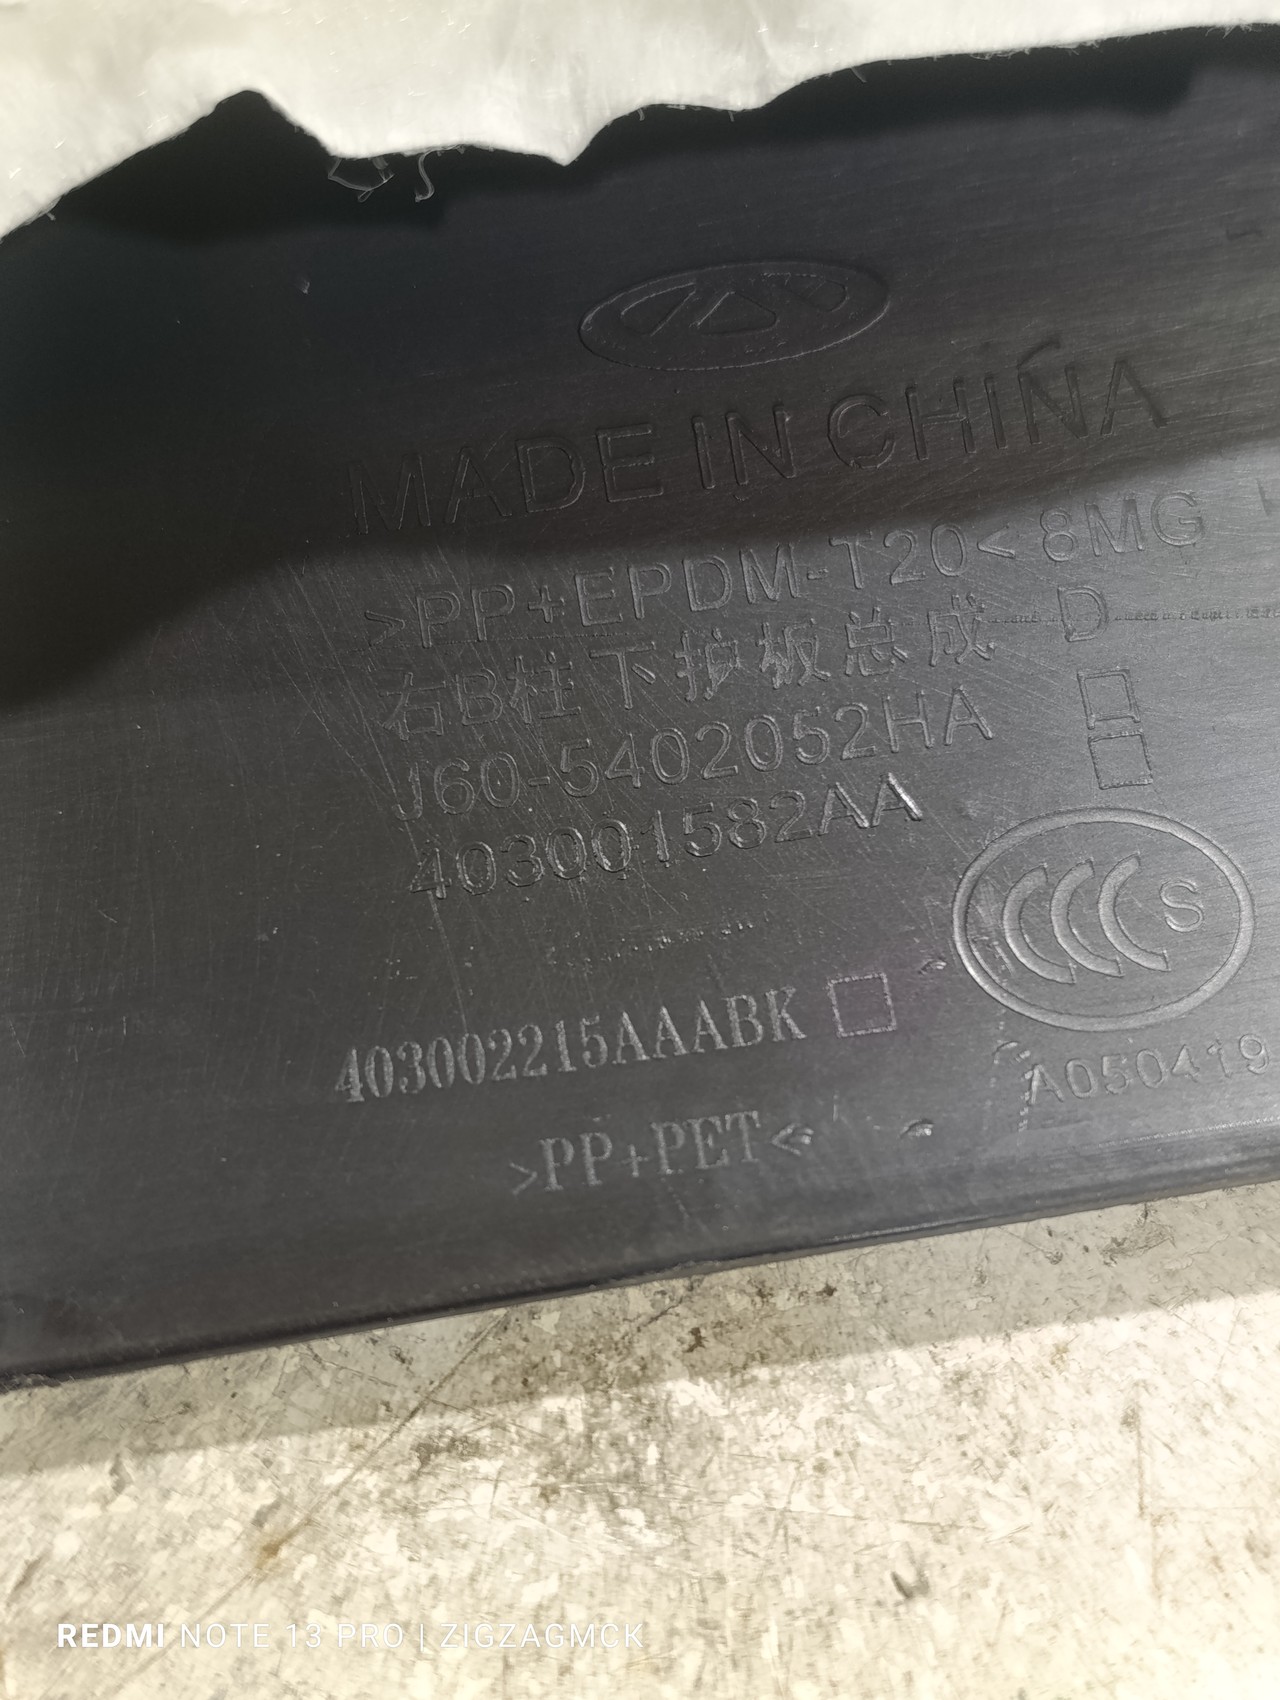 MADE IN CHINA
>PP+EPDM-T20< 8MG
右B柱下护板总成 D
J60-5402052HA
403001582AA
S
403002215AAABK
A050419
>PP+PET<
REDMI NOTE 13 PRO | ZIGZAGMCK